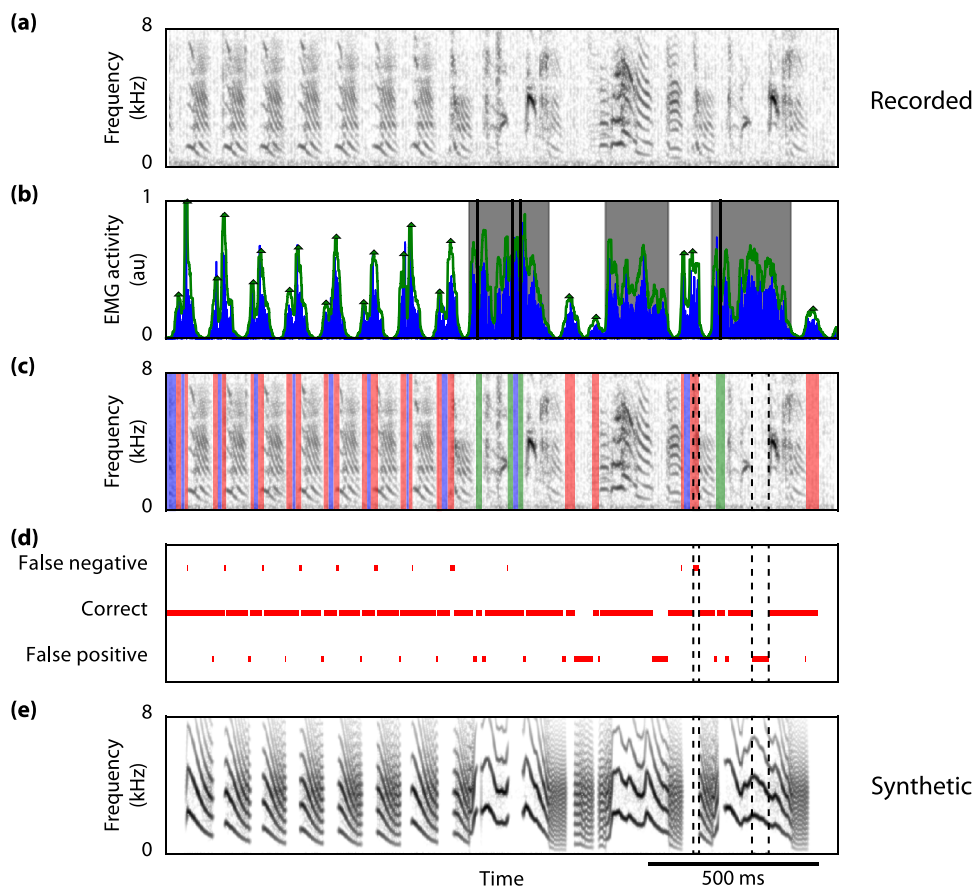 (a)
8
Frequency
(kHz)
0
Recorded
(b)
1
EMG activity
(au)
0
(c)
8
Frequency
(kHz)
0
(d)
False negative
Correct
False positive
(e)
8
Frequency
(kHz)
0
Synthetic
Time
500 ms